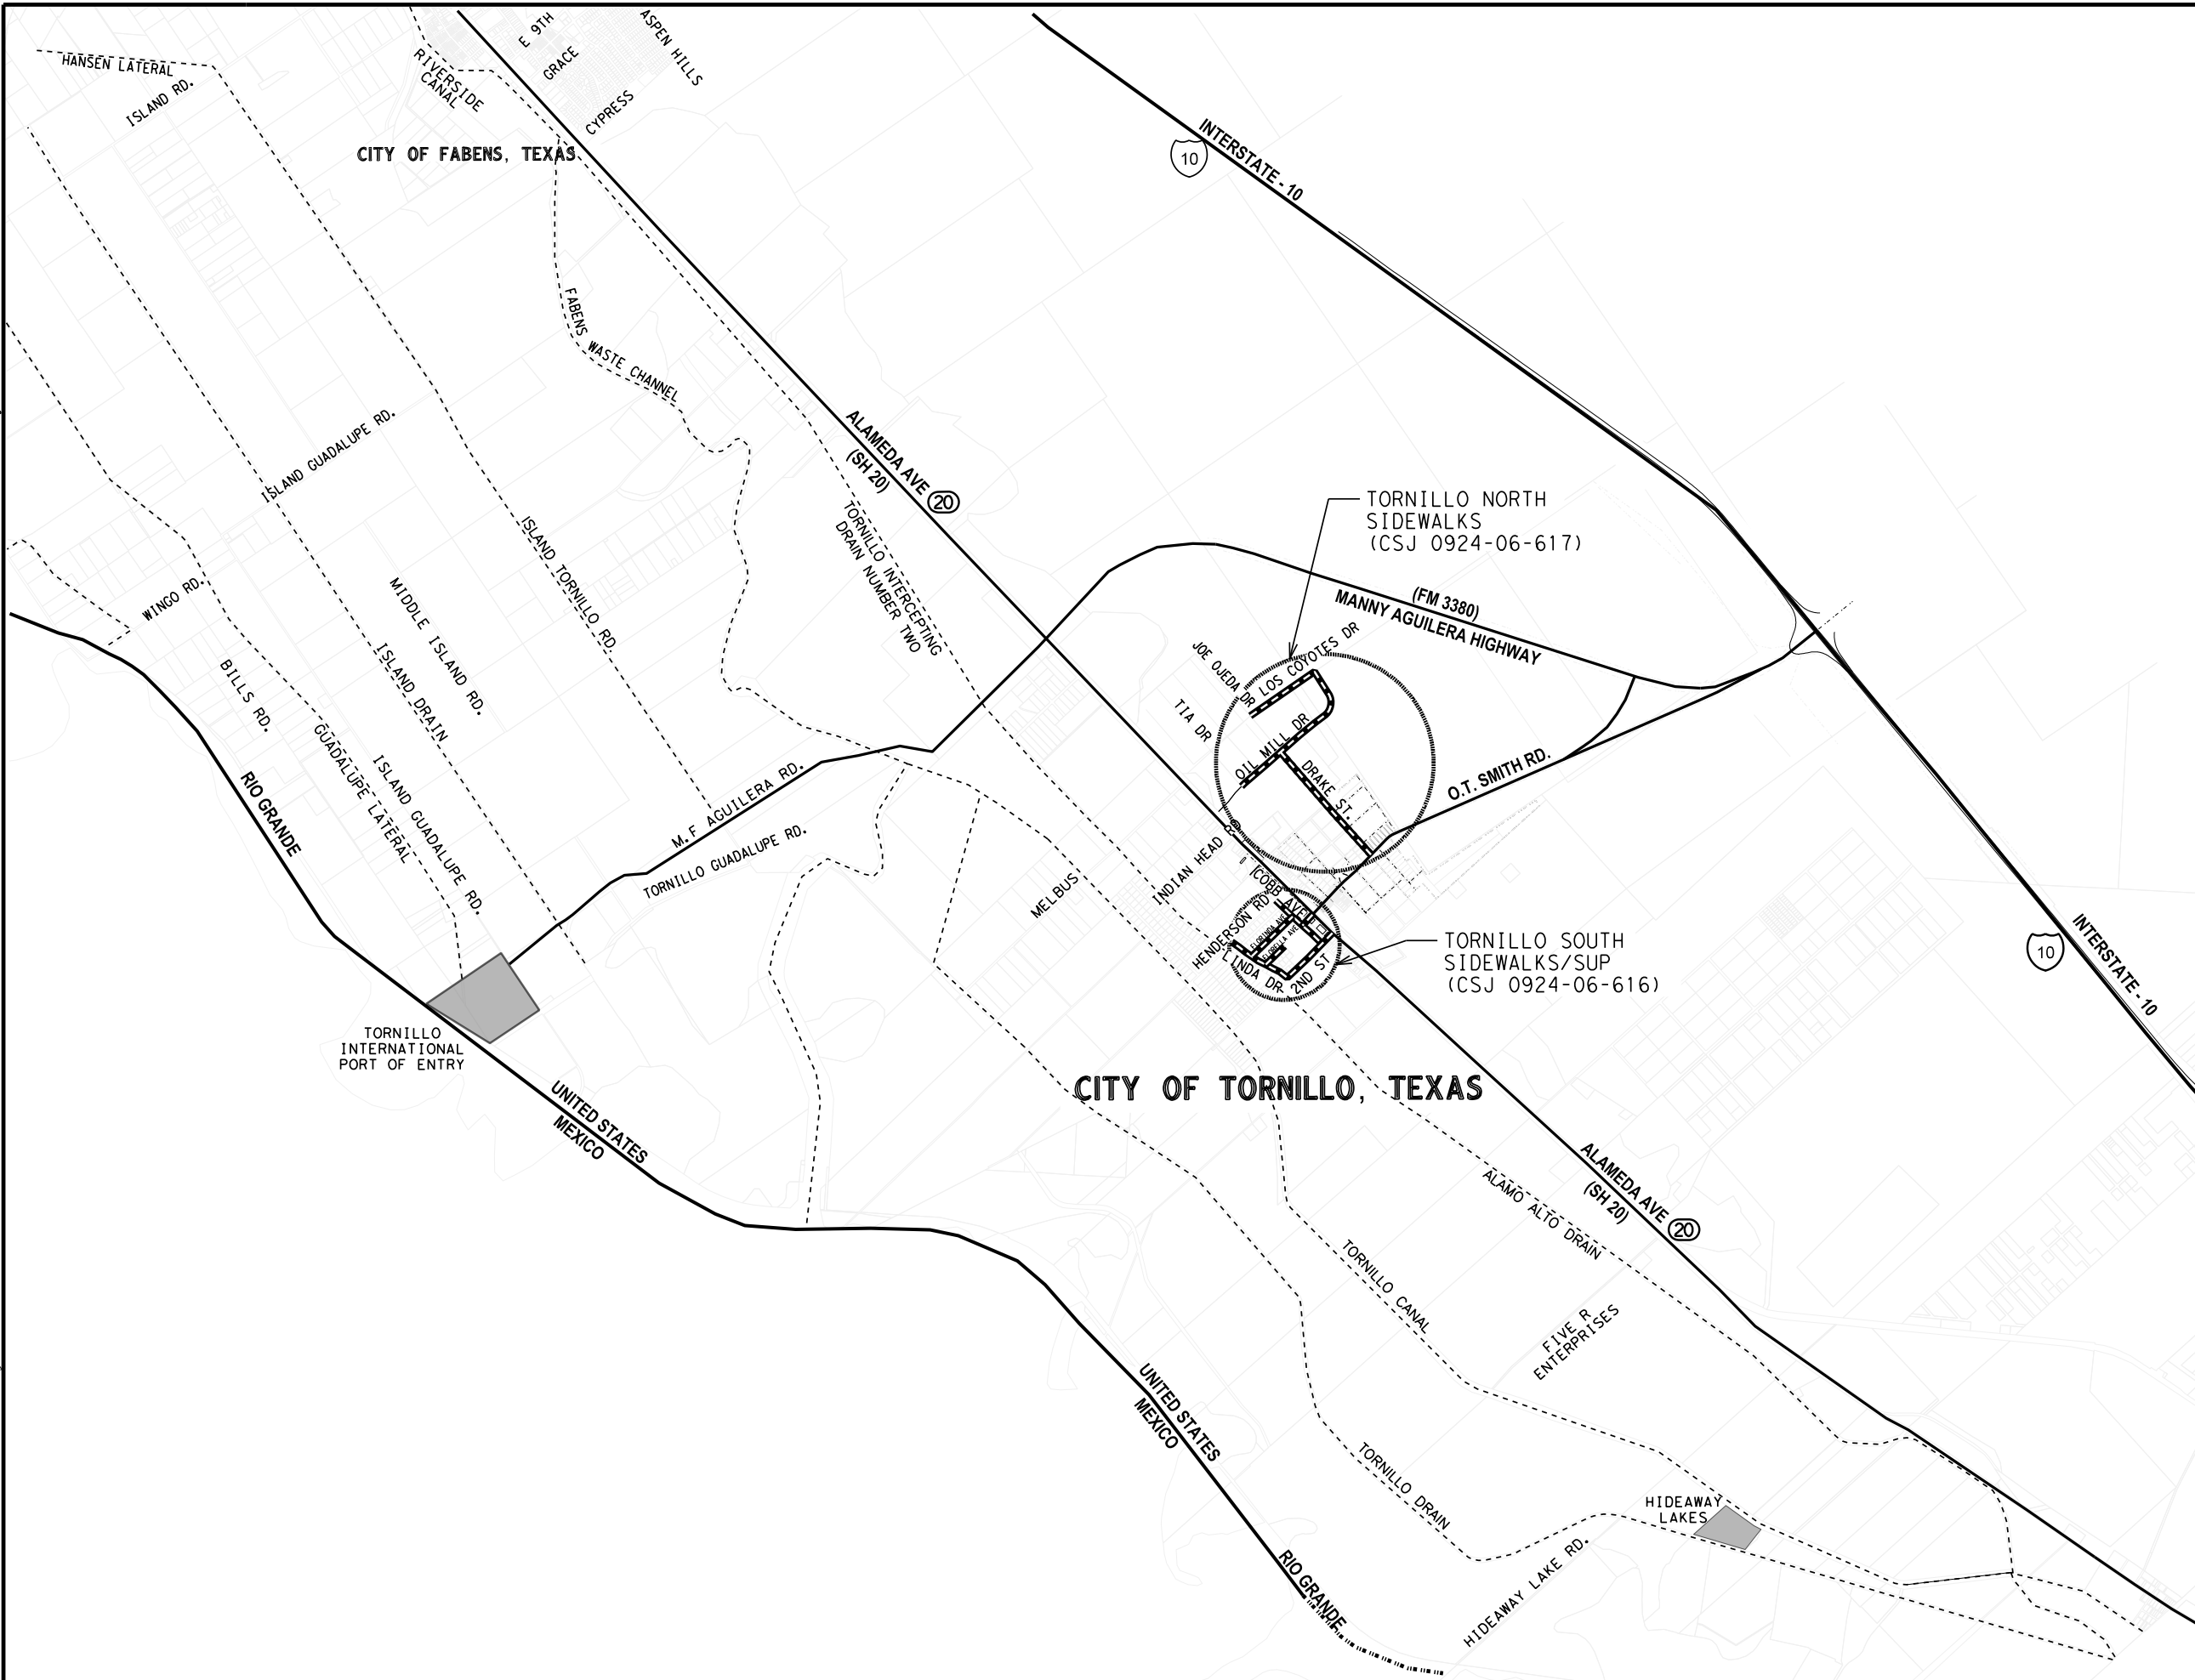 HANSEN LATERAL
ISLAND RD.
RIVERSIDE
CANAL
E 9TH
GRACE
CYPRESS
ASPEN HILLS
CITY OF FABENS, TEXAS
INTERSTATE - 10
10
FABENS WASTE CHANNEL
ISLAND GUADALUPE RD.
ALAMEDA AVE
(SH 20)
20
TORNILLO INTERCEPTING
DRAIN NUMBER TWO
TORNILLO NORTH
SIDEWALKS
(CSJ 0924-06-617)
(FM 3380)
MANNY AGUILERA HIGHWAY
WINGO RD.
MIDDLE ISLAND RD.
ISLAND TORNILLO RD.
BILLS RD.
ISLAND DRAIN
GUADALUPE LATERAL
ISLAND GUADALUPE RD.
RIO GRANDE
JOE OJEDA DR
LOS COYOTES DR
TIA DR
OIL MILL DR
DRAKE ST.
O.T. SMITH RD.
M.F AGUILERA RD.
TORNILLO GUADALUPE RD.
MELBUS
INDIAN HEAD
COBB AVE
HENDERSON RD
LINDA DR
2ND ST
TORNILLO SOUTH
SIDEWALKS/SUP
(CSJ 0924-06-616)
10
INTERSTATE - 10
TORNILLO
INTERNATIONAL
PORT OF ENTRY
UNITED STATES
MEXICO
CITY OF TORNILLO, TEXAS
ALAMEDA AVE
(SH 20)
20
ALAMO ALTO DRAIN
TORNILLO CANAL
FIVE R
ENTERPRISES
UNITED STATES
MEXICO
TORNILLO DRAIN
HIDEAWAY
LAKES
RIO GRANDE
HIDEAWAY LAKE RD.